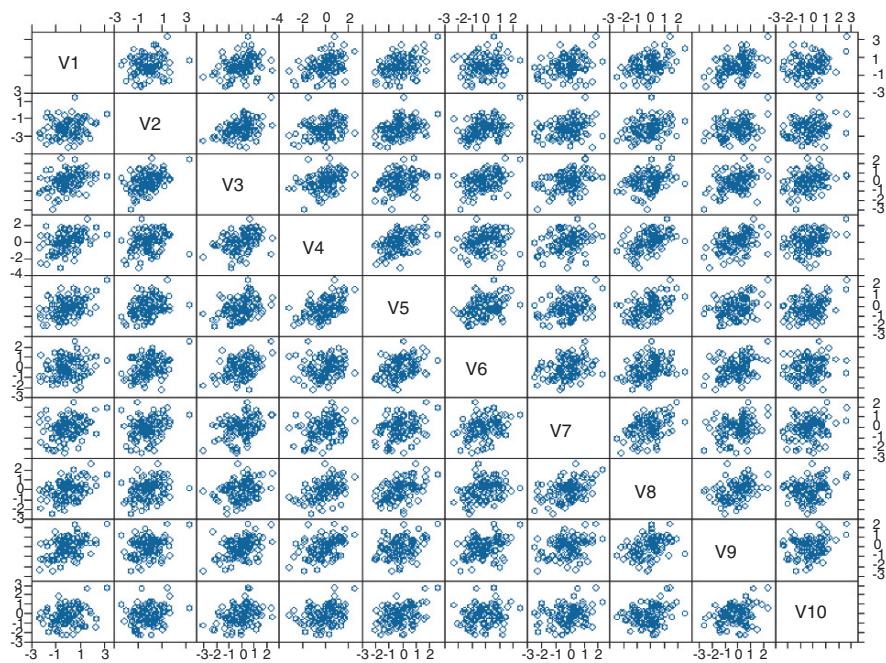 -3 -1 1 3 -4 -2 0 2 -3 -2 -1 0 1 2 -3 -2 -1 0 1 2 -3 -2 -1 0 1 2 3
V1 3 1 -1 -3
3 1 -1 -3 V2
V3 2 1 0 -1 -2 -3
2 0 -2 -4 V4
V5 2 1 0 -1 -2 -3
2 1 0 -1 -2 -3 V6
V7 2 1 0 -1 -2 -3
2 1 0 -1 -2 -3 V8
V9 2 1 0 -1 -2 -3
3 2 1 0 -1 -2 -3 V10
-3 -1 1 3 -3 -2 -1 0 1 2 -3 -2 -1 0 1 2 -3 -2 -1 0 1 2 -3 -2 -1 0 1 2